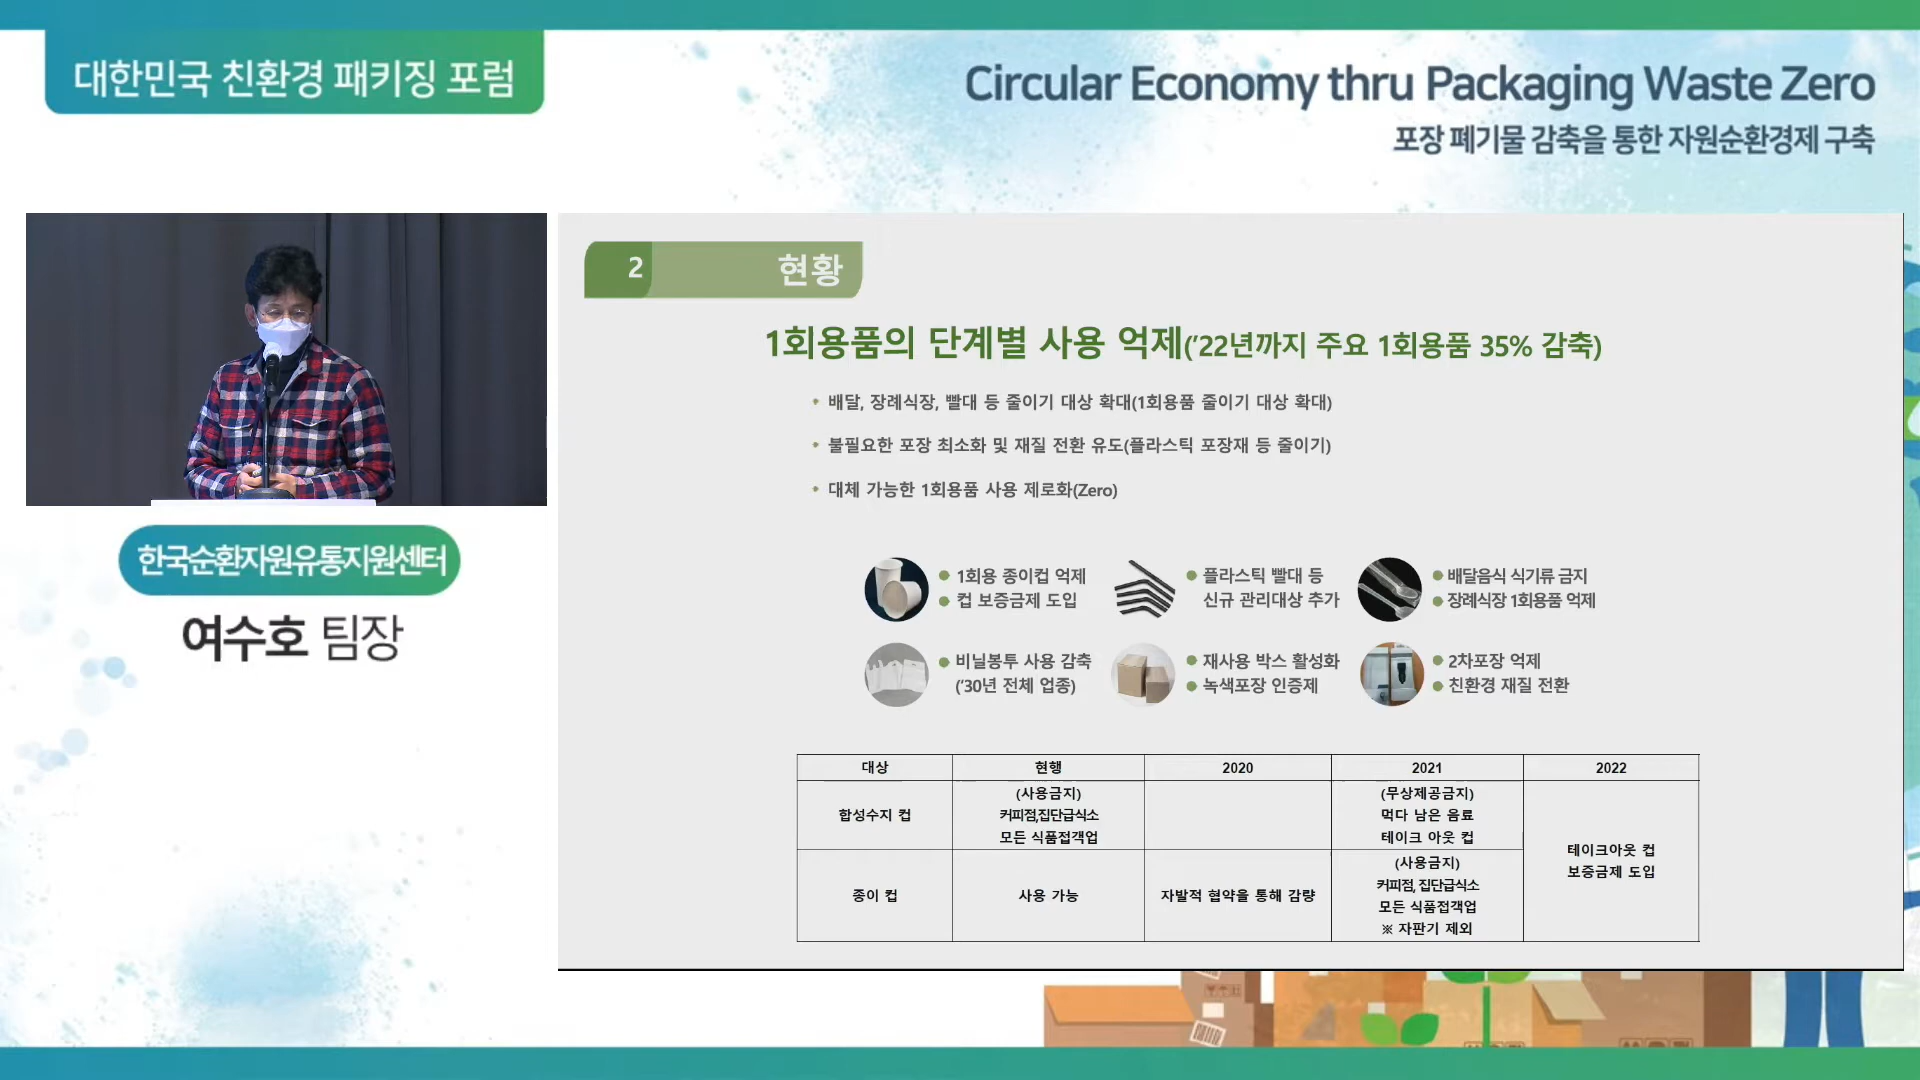 대한민국 친환경 패키징 포럼
Circular Economy thru Packaging Waste Zero
포장 폐기물 감축을 통한 자원순환경제 구축
한국순환자원유통지원센터
여수호 팀장
2 현황
1회용품의 단계별 사용 억제('22년까지 주요 1회용품 35% 감축)
배달, 장례식장, 빨대 등 줄이기 대상 확대(1회용품 줄이기 대상 확대)
불필요한 포장 최소화 및 재질 전환 유도(플라스틱 포장재 등 줄이기)
대체 가능한 1회용품 사용 제로화(Zero)
1회용 종이컵 억제
컵 보증금제 도입
플라스틱 빨대 등
신규 관리대상 추가
배달음식 식기류 금지
장례식장 1회용품 억제
비닐봉투 사용 감축
('30년 전체 업종)
재사용 박스 활성화
녹색포장 인증제
2차포장 억제
친환경 재질 전환
대상 현행 2020 2021 2022
합성수지 컵
(사용금지)
커피점,집단급식소
모든 식품접객업
(무상제공금지)
먹다 남은 음료
테이크 아웃 컵
테이크아웃 컵
보증금제 도입
종이 컵
사용 가능
자발적 협약을 통해 감량
(사용금지)
커피점, 집단급식소
모든 식품접객업
※ 자판기 제외